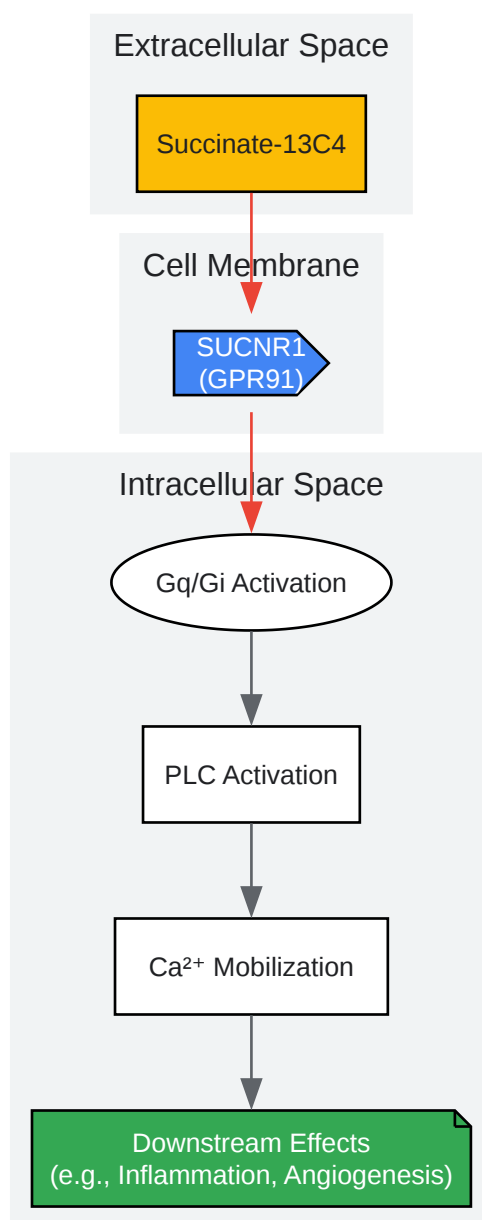 Extracellular Space
Succinate-13C4
Cell Membrane
SUCNR1
(GPR91)
Intracellular Space
Gq/Gi Activation
PLC Activation
Ca²⁺ Mobilization
Downstream Effects
(e.g., Inflammation, Angiogenesis)